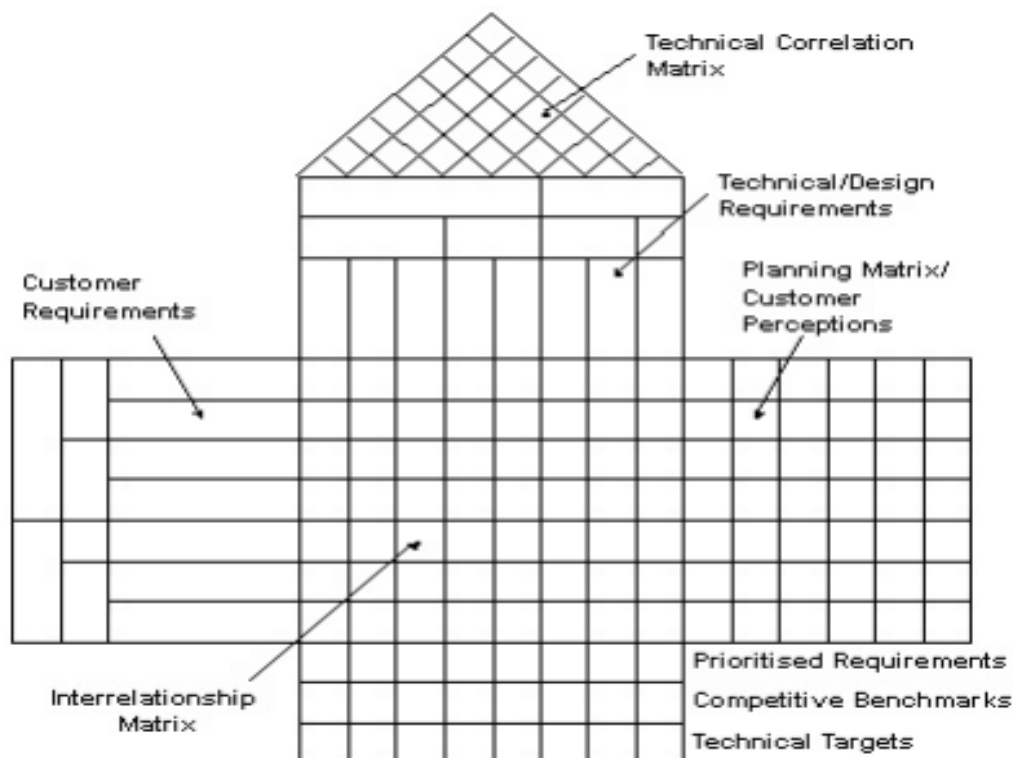 Technical Correlation
Matrix
Technical/Design
Requirements
Customer
Requirements
Planning Matrix/
Customer
Perceptions
Interrelationship
Matrix
Prioritised Requirements
Competitive Benchmarks
Technical Targets